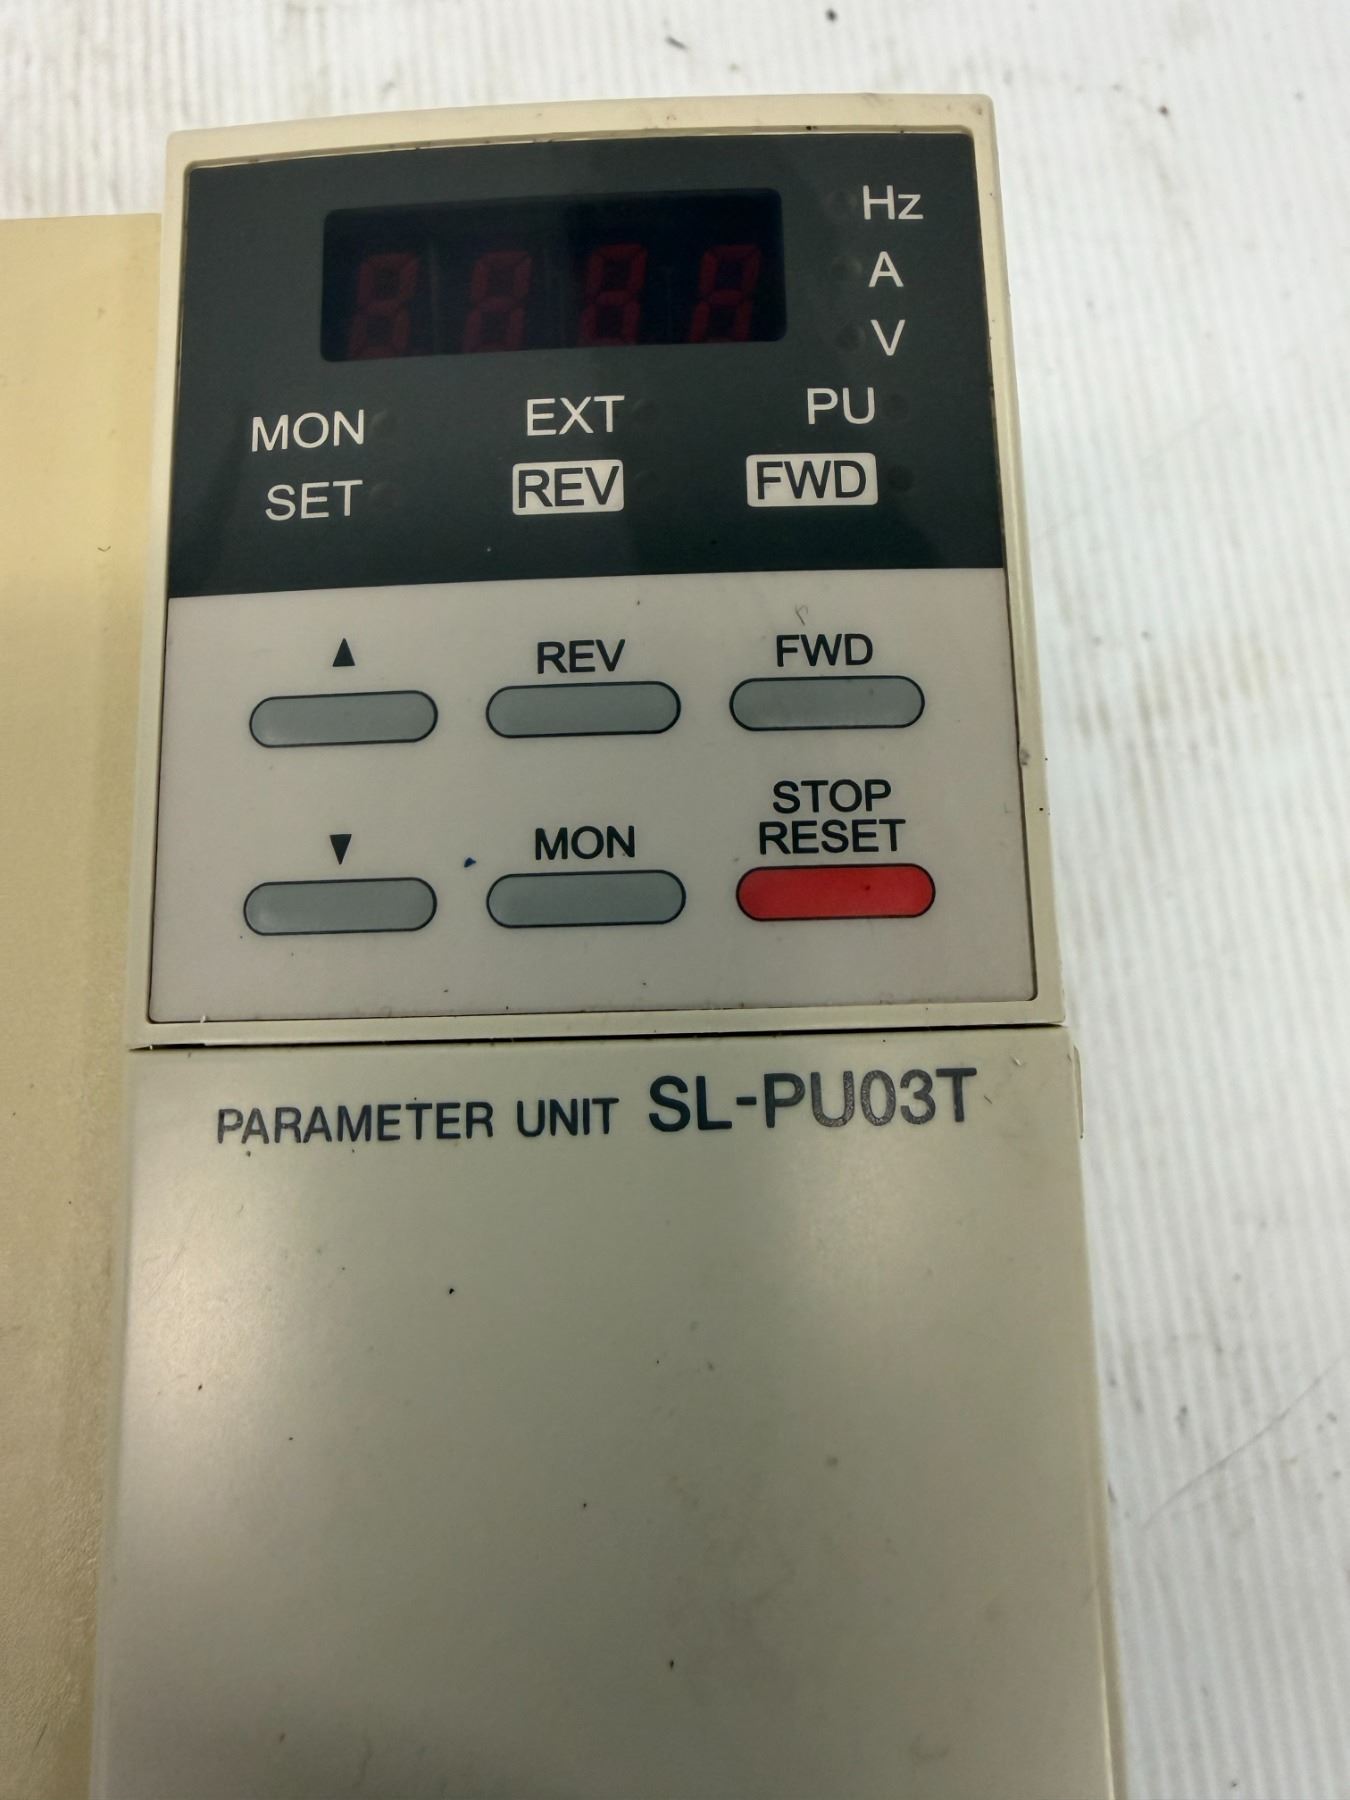 Hz
A
V
MON EXT PU
SET REV FWD
▲ REV FWD
▼ MON STOP
RESET
PARAMETER UNIT SL-PU03T